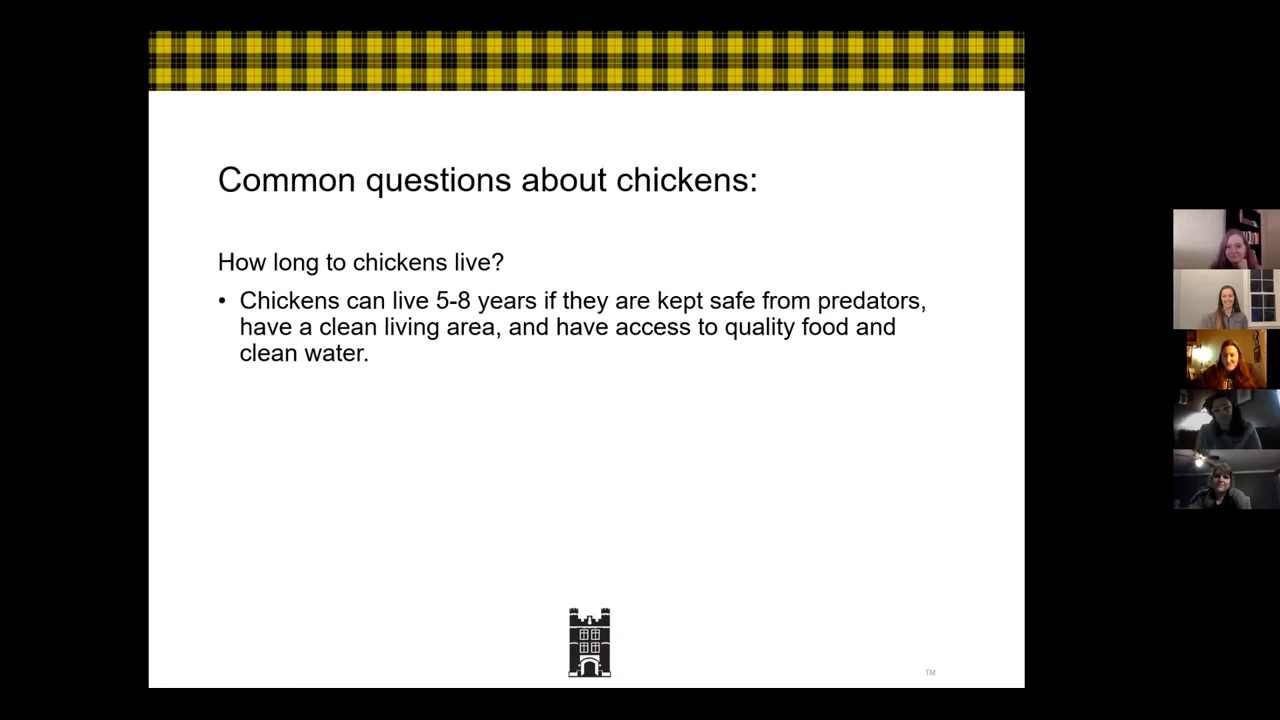 Common questions about chickens:
How long to chickens live?
• Chickens can live 5-8 years if they are kept safe from predators,
have a clean living area, and have access to quality food and
clean water.
TM